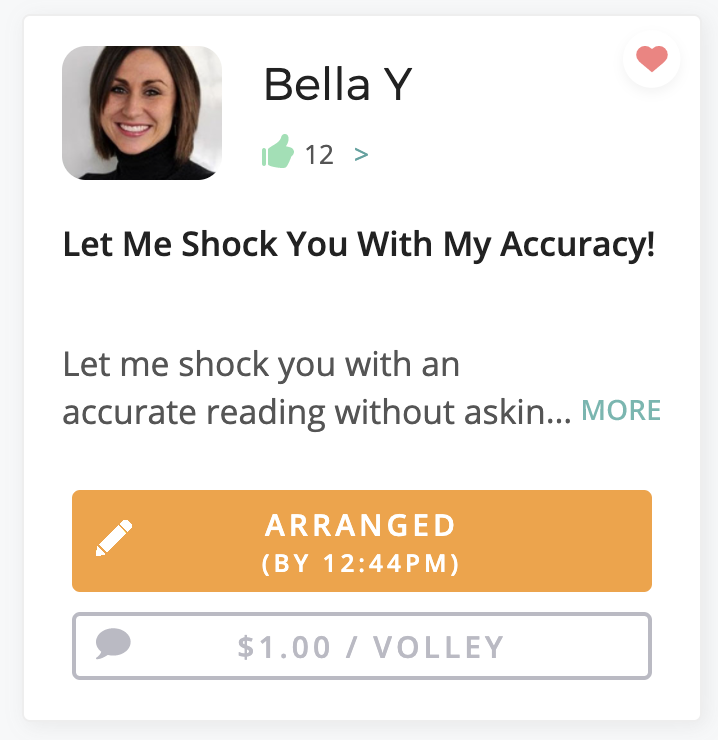 Bella Y
12 >
Let Me Shock You With My Accuracy!
Let me shock you with an
accurate reading without askin... MORE
ARRANGED
(BY 12:44PM)
$1.00 / VOLLEY